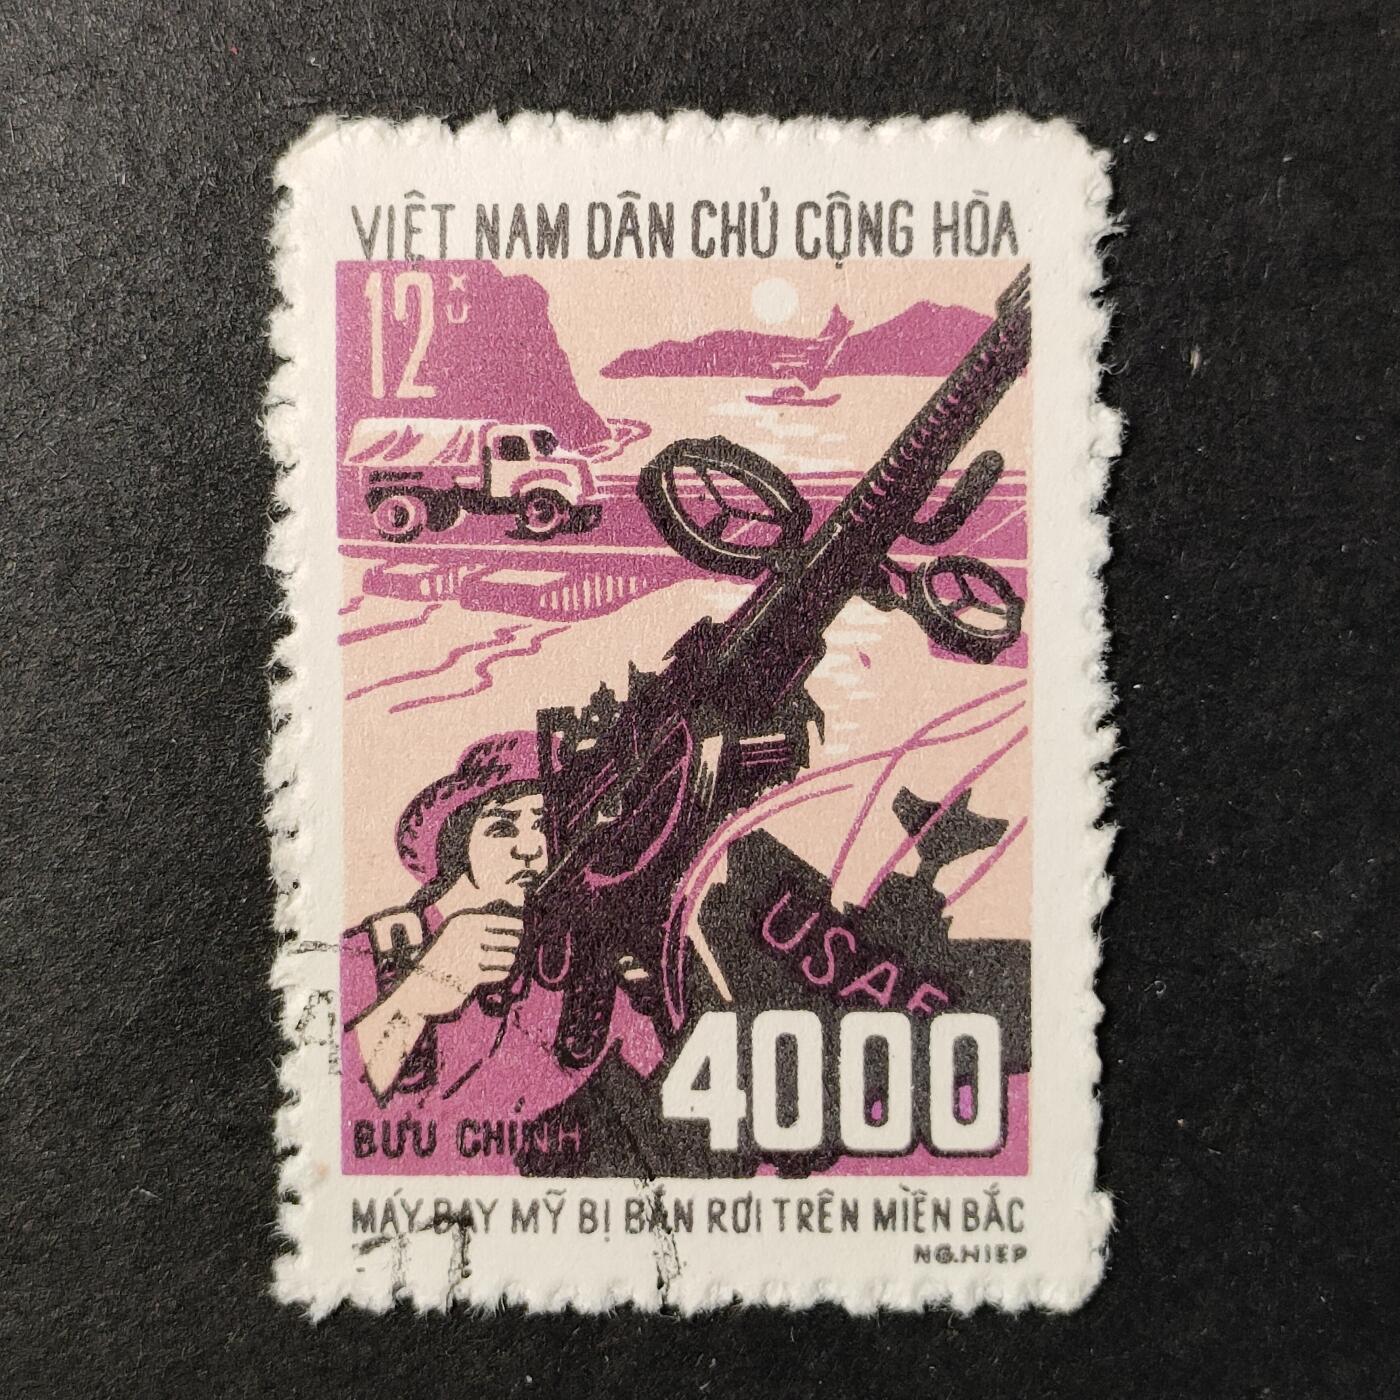 VIỆT NAM DÂN CHỦ CỘNG HÒA
12 XU
USAF
4000
BƯU CHÍNH
MÁY BAY MỸ BỊ BẮN RƠI TRÊN MIỀN BẮC
NG.HIEP